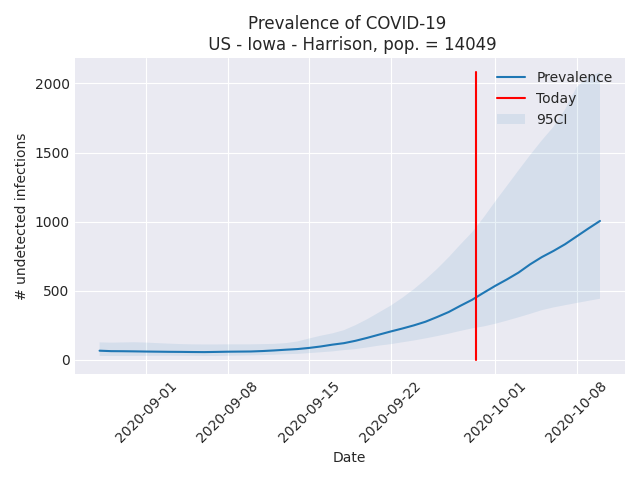 Prevalence of COVID-19
US - Iowa - Harrison, pop. = 14049
Prevalence
Today
95CI
2000
1500
1000
500
0
# undetected infections
2020-09-01
2020-09-08
2020-09-15
2020-09-22
2020-10-01
2020-10-08
Date